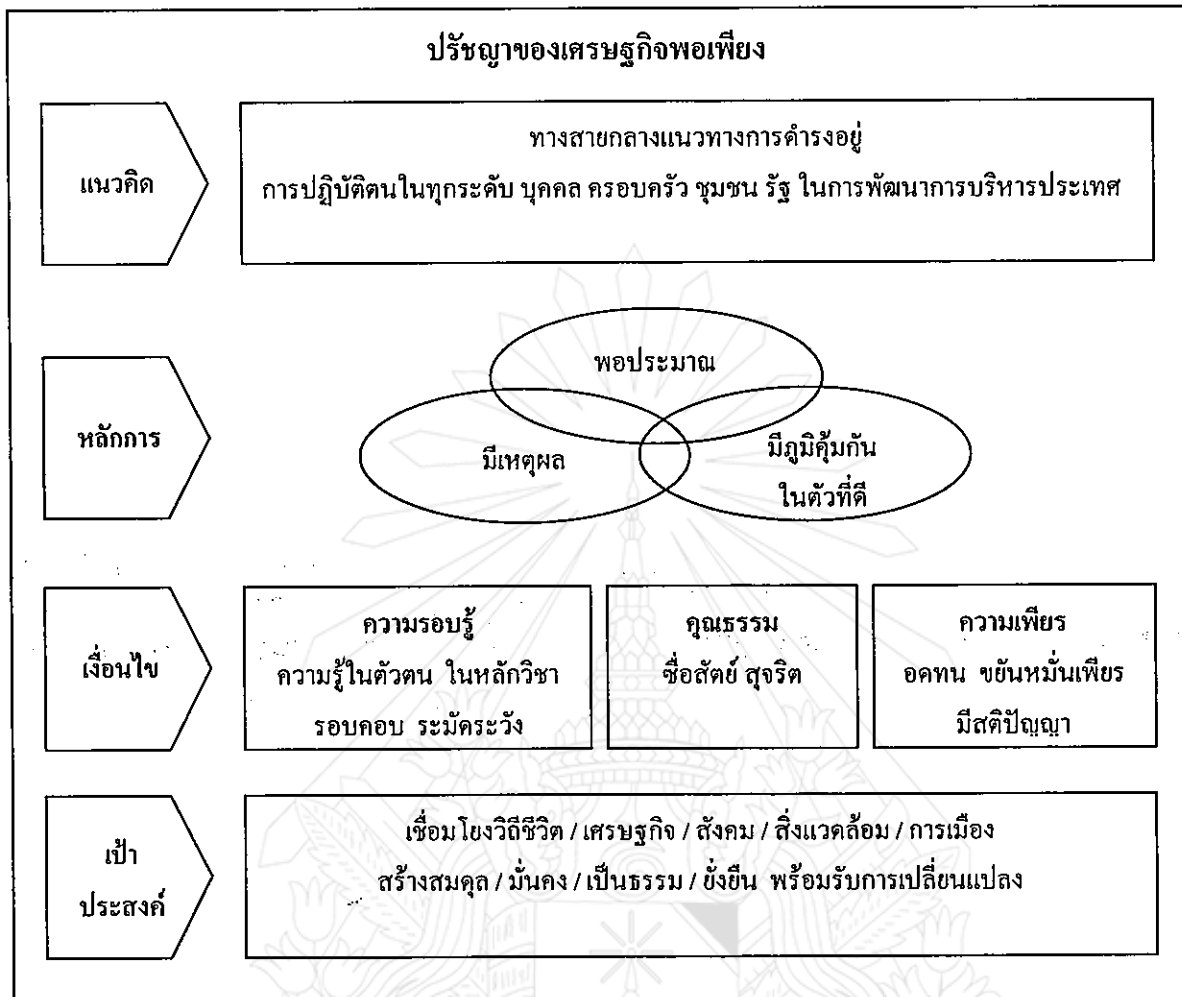 ปรัชญาของเศรษฐกิจพอเพียง
แนวคิด
ทางสายกลางแนวทางการดำรงอยู่
การปฏิบัติตนในทุกระดับ บุคคล ครอบครัว ชุมชน รัฐ ในการพัฒนาการบริหารประเทศ
หลักการ
พอประมาณ
มีเหตุผล
มีภูมิคุ้มกัน
ในตัวที่ดี
เงื่อนไข
ความรอบรู้
ความรู้ในตัวตน ในหลักวิชา
รอบคอบ ระมัดระวัง
คุณธรรม
ซื่อสัตย์ สุจริต
ความเพียร
อดทน ขยันหมั่นเพียร
มีสติปัญญา
เป้า
ประสงค์
เชื่อมโยงวิถีชีวิต / เศรษฐกิจ / สังคม / สิ่งแวดล้อม / การเมือง
สร้างสมดุล / มั่นคง / เป็นธรรม / ยั่งยืน พร้อมรับการเปลี่ยนแปลง